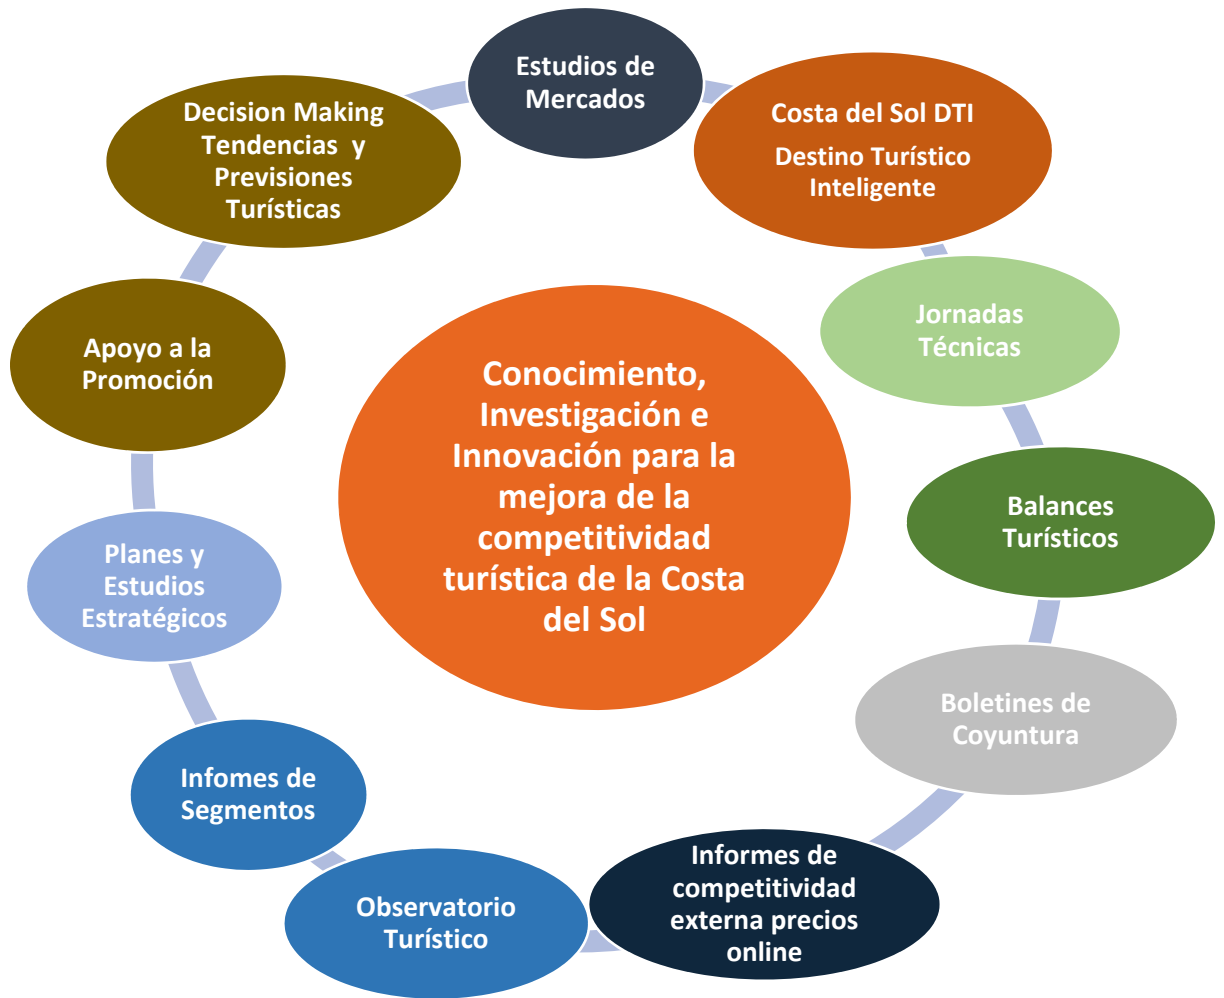 Estudios de
Mercados
Costa del Sol DTI
Destino Turístico
Inteligente
Jornadas
Técnicas
Balances
Turísticos
Boletines de
Coyuntura
Informes de
competitividad
externa precios
online
Observatorio
Turístico
Infomes de
Segmentos
Planes y
Estudios
Estratégicos
Apoyo a la
Promoción
Decision Making
Tendencias y
Previsiones
Turísticas
Conocimiento,
Investigación e
Innovación para la
mejora de la
competitividad
turística de la Costa
del Sol